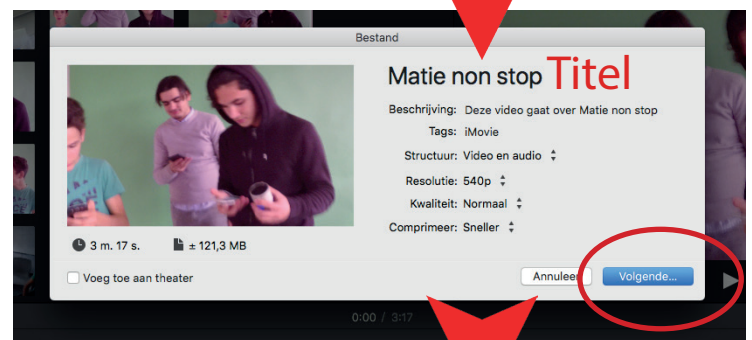 Bestand
Matie non stop Titel
Beschrijving: Deze video gaat over Matie non stop
Tags: iMovie
Structuur: Video en audio
Resolutie: 540p
Kwaliteit: Normaal
Comprimeer: Sneller
3 m. 17 s. ± 121,3 MB
Voeg toe aan theater Annuleer Volgende...
0:00 / 3:17